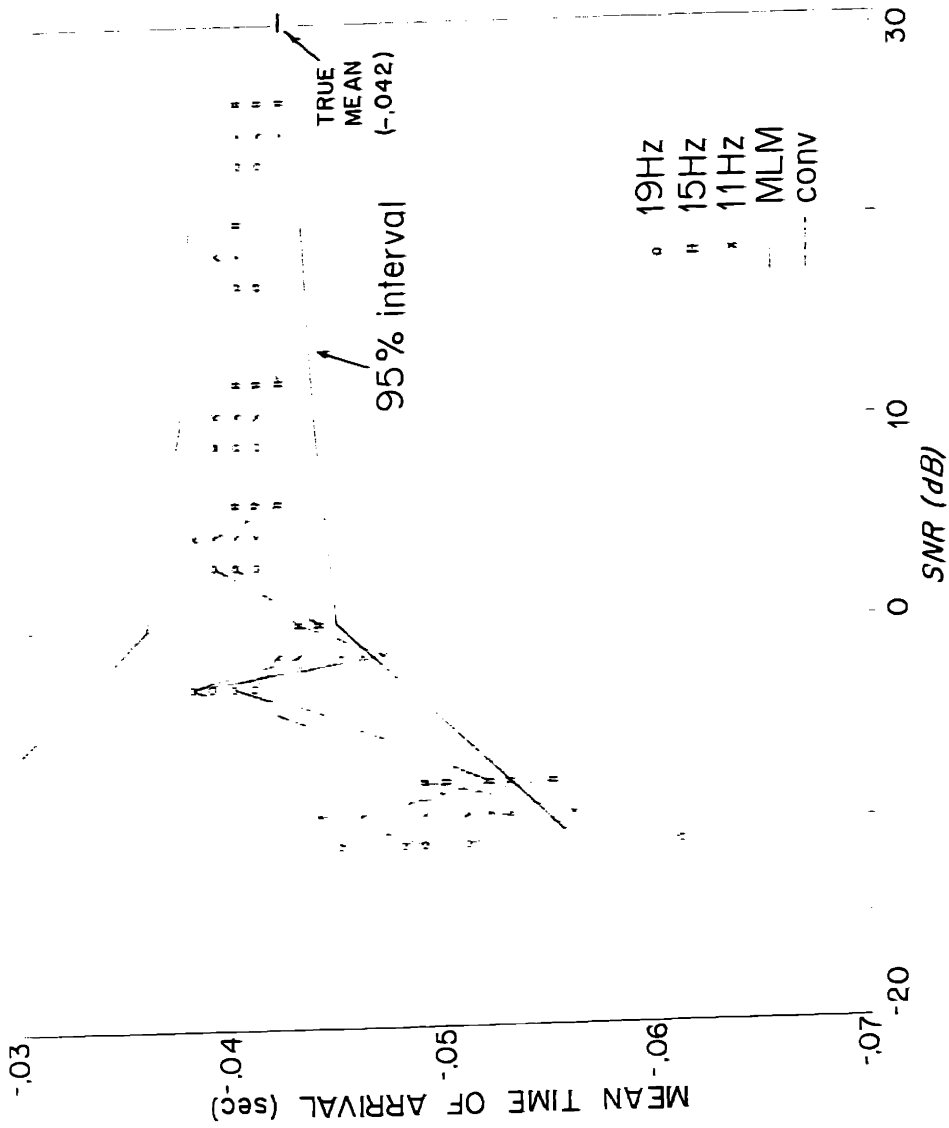 MEAN TIME OF ARRIVAL (sec)
-.03
-.04
-.05
-.06
-.07
-20
0
10
30
SNR (dB)
TRUE
MEAN
(-.042)
95% interval
o 19Hz
# 15Hz
* 11Hz
MLM
conv